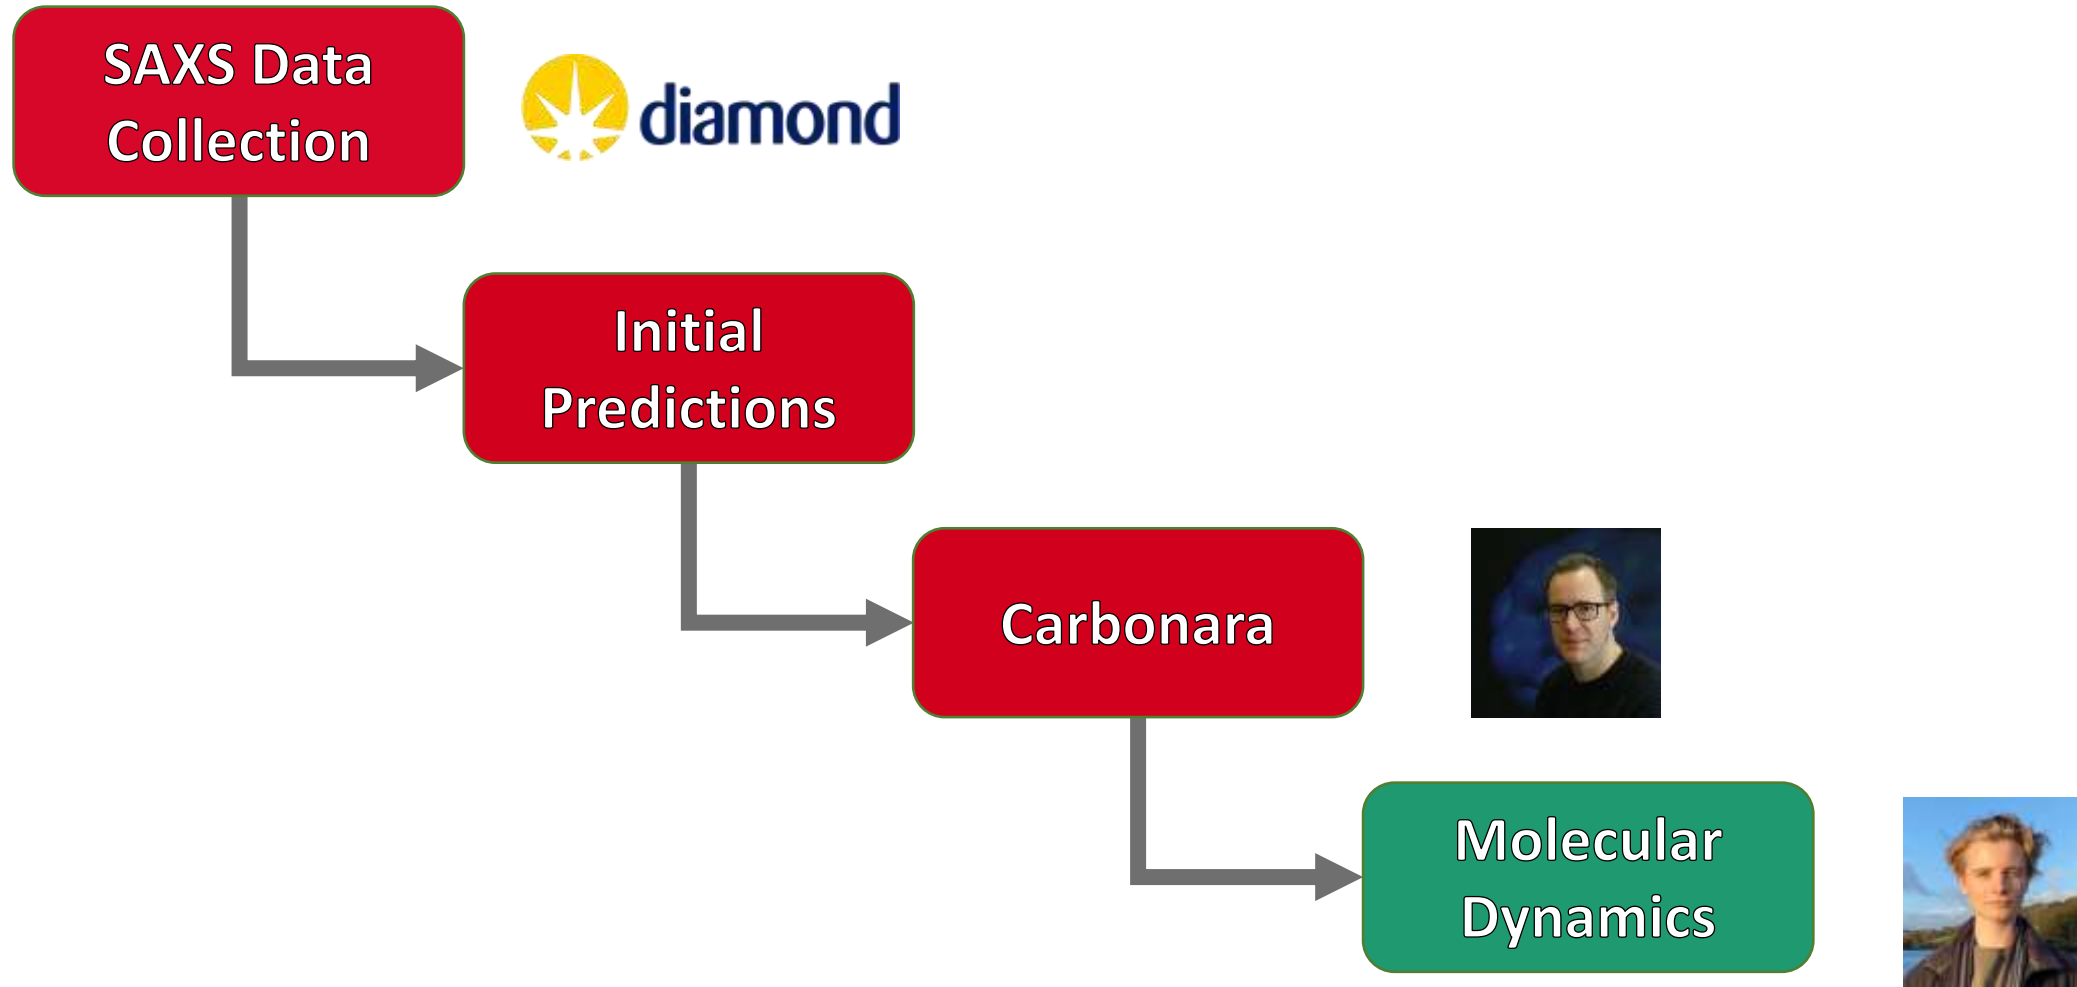 SAXS Data
Collection
diamond
Initial
Predictions
Carbonara
Molecular
Dynamics